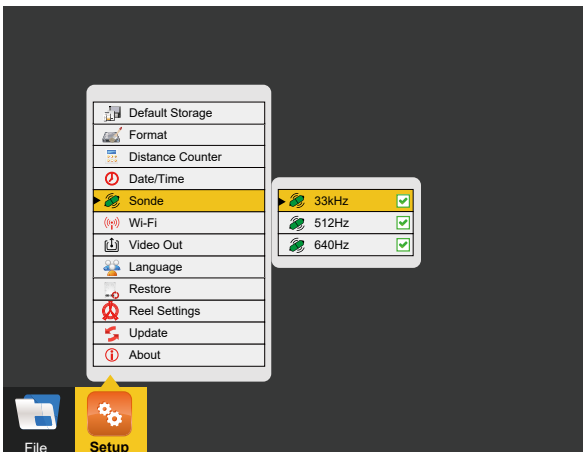 Default Storage
Format
Distance Counter
Date/Time
Sonde
Wi-Fi
Video Out
Language
Restore
Reel Settings
Update
About
33kHz
512Hz
640Hz
File
Setup